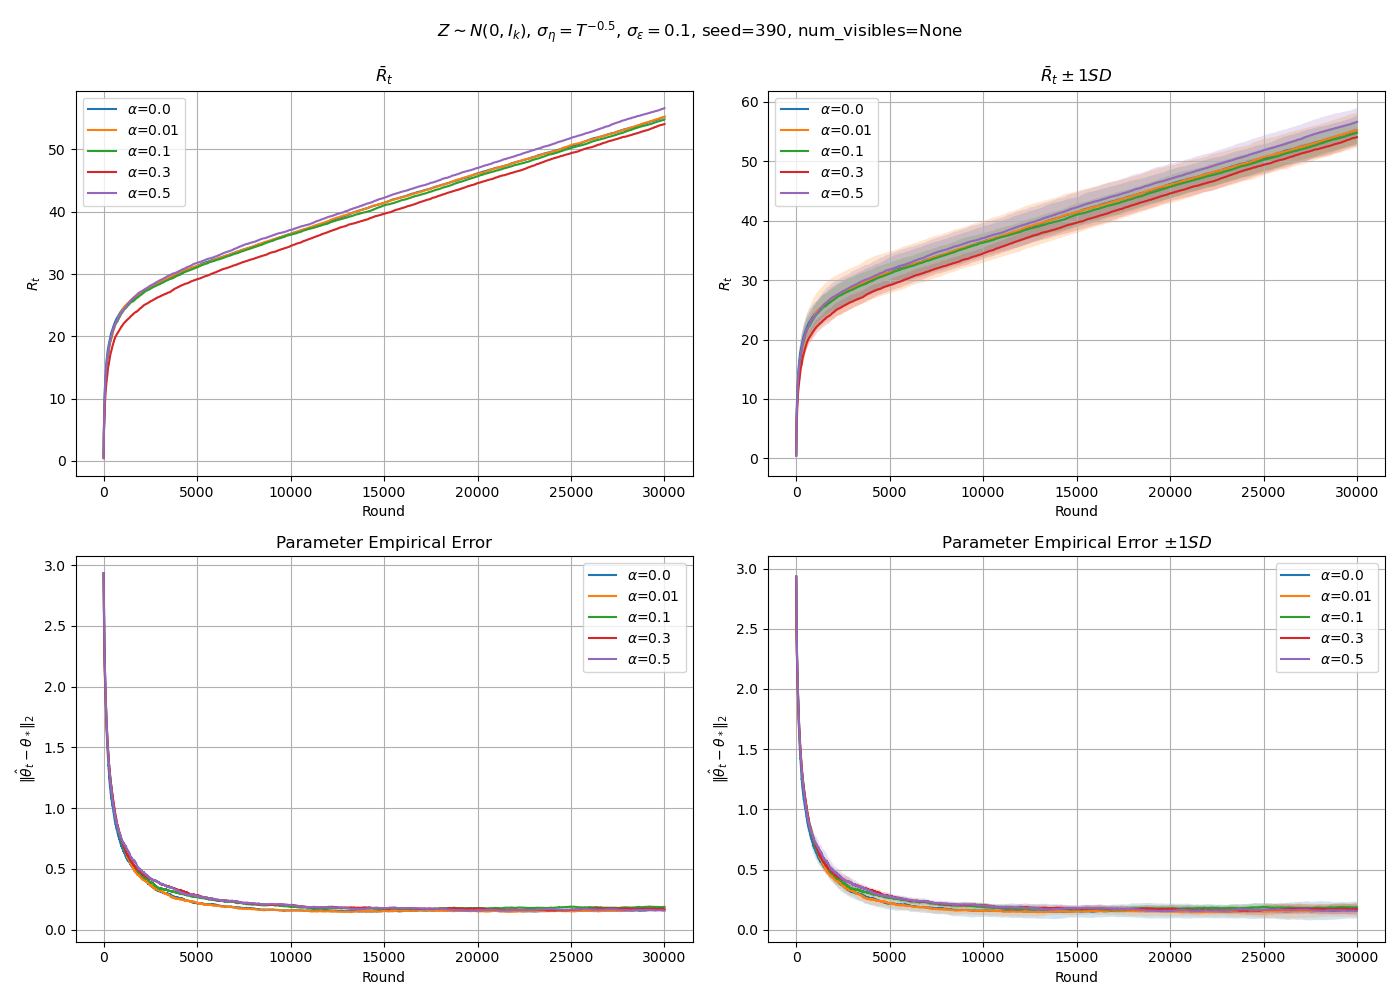 Z ∼ N(0, I_k), σ_η = T^{−0.5}, σ_ε = 0.1, seed=390, num_visibles=None
R̄_t
R_t
50
40
30
20
10
0
α=0.0
α=0.01
α=0.1
α=0.3
α=0.5
0 5000 10000 15000 20000 25000 30000
Round
R̄_t ± 1SD
R_t
60
50
40
30
20
10
0
α=0.0
α=0.01
α=0.1
α=0.3
α=0.5
0 5000 10000 15000 20000 25000 30000
Round
Parameter Empirical Error
‖θ̂_t − θ_*‖_2
3.0
2.5
2.0
1.5
1.0
0.5
0.0
α=0.0
α=0.01
α=0.1
α=0.3
α=0.5
0 5000 10000 15000 20000 25000 30000
Round
Parameter Empirical Error ±1SD
‖θ̂_t − θ_*‖_2
3.0
2.5
2.0
1.5
1.0
0.5
0.0
α=0.0
α=0.01
α=0.1
α=0.3
α=0.5
0 5000 10000 15000 20000 25000 30000
Round